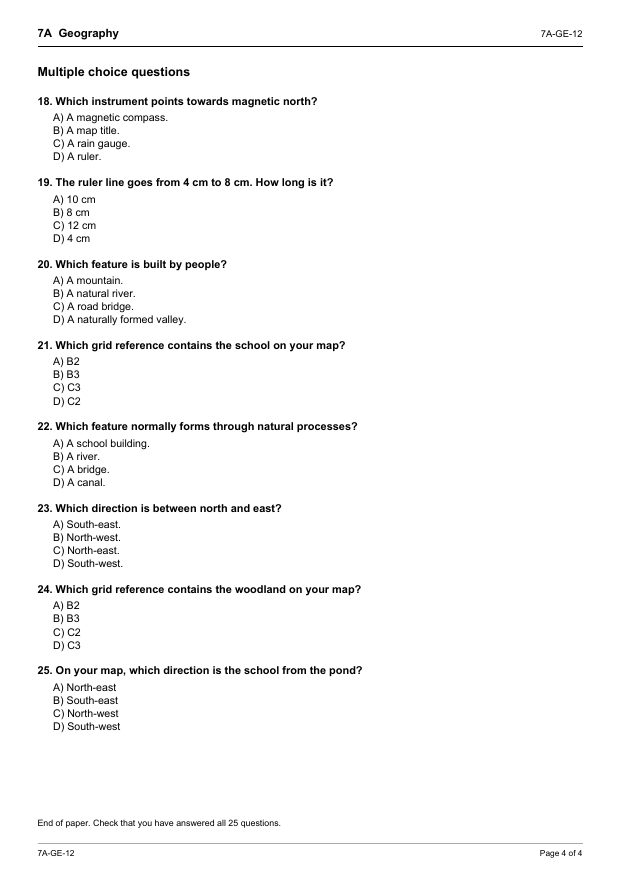 7A Geography
7A-GE-12
Multiple choice questions
18. Which instrument points towards magnetic north?
A) A magnetic compass.
B) A map title.
C) A rain gauge.
D) A ruler.
19. The ruler line goes from 4 cm to 8 cm. How long is it?
A) 10 cm
B) 8 cm
C) 12 cm
D) 4 cm
20. Which feature is built by people?
A) A mountain.
B) A natural river.
C) A road bridge.
D) A naturally formed valley.
21. Which grid reference contains the school on your map?
A) B2
B) B3
C) C3
D) C2
22. Which feature normally forms through natural processes?
A) A school building.
B) A river.
C) A bridge.
D) A canal.
23. Which direction is between north and east?
A) South-east.
B) North-west.
C) North-east.
D) South-west.
24. Which grid reference contains the woodland on your map?
A) B2
B) B3
C) C2
D) C3
25. On your map, which direction is the school from the pond?
A) North-east
B) South-east
C) North-west
D) South-west
End of paper. Check that you have answered all 25 questions.
7A-GE-12
Page 4 of 4